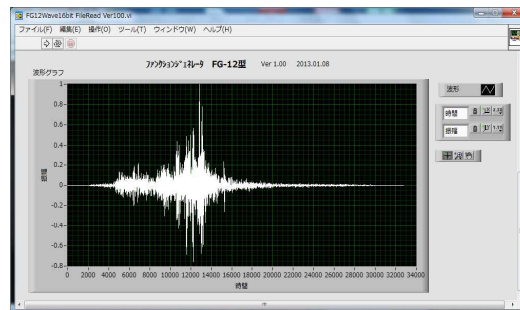 FG12Wave16bit FileRead Ver100.vi
ファイル(F) 編集(E) 操作(O) ツール(T) ウィンドウ(W) ヘルプ(H)
ファンクションジェネレータ FG-12型 Ver 1.00 2013.01.08
波形グラフ
波形
時間
振幅
振幅
1-
0.8-
0.6-
0.4-
0.2-
0-
-0.2-
-0.4-
-0.6-
-0.8-
0 2000 4000 6000 8000 10000 12000 14000 16000 18000 20000 22000 24000 26000 28000 30000 32000 34000
時間